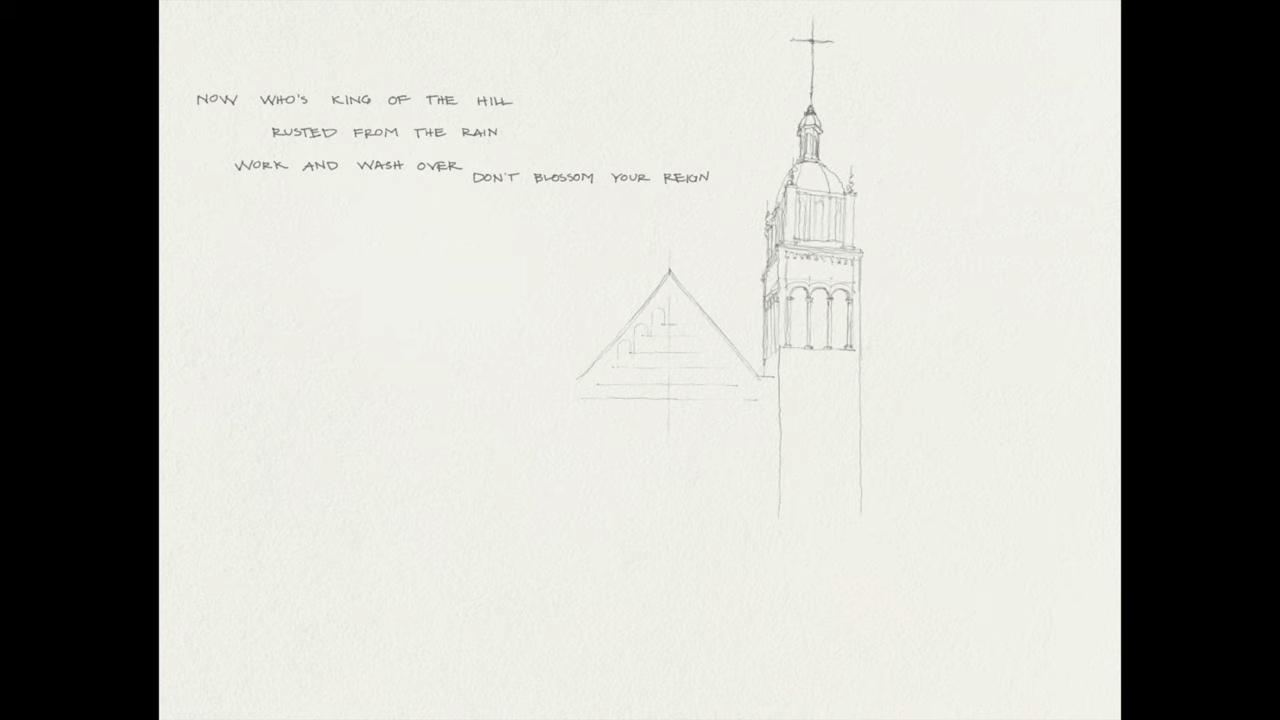 NOW WHO'S KING OF THE HILL
RUSTED FROM THE RAIN
WORK AND WASH OVER
DON'T BLOSSOM YOUR REIGN